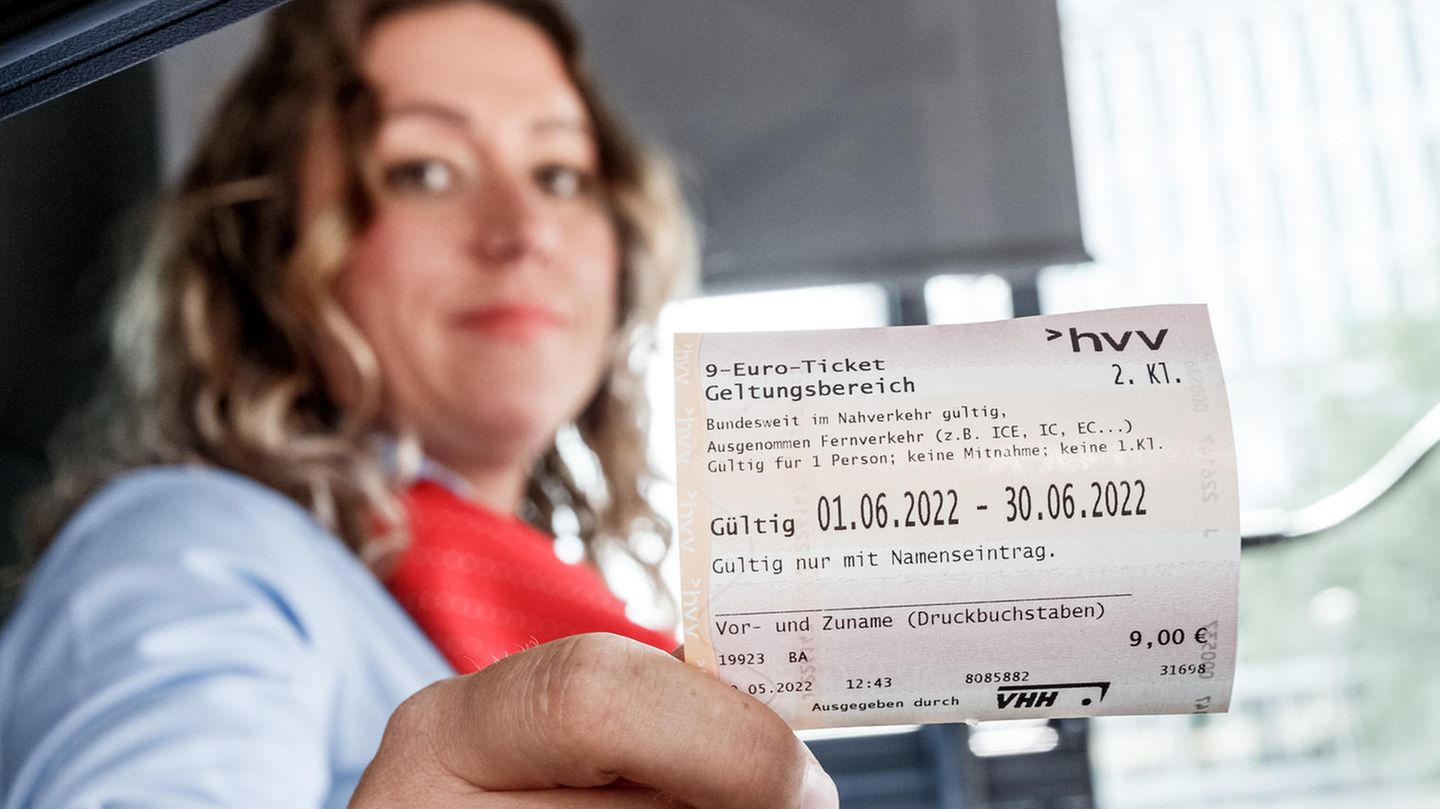 >hvv
9-Euro-Ticket
2. Kl.
Geltungsbereich
Bundesweit im Nahverkehr gültig,
Ausgenommen Fernverkehr (z.B. ICE, IC, EC...)
Gültig für 1 Person; keine Mitnahme; keine 1.Kl.
Gültig 01.06.2022 - 30.06.2022
Gültig nur mit Namenseintrag.
Vor- und Zuname (Druckbuchstaben)
9,00 €
19923 BA
05.2022 12:43 8085882 31698
Ausgegeben durch VHH